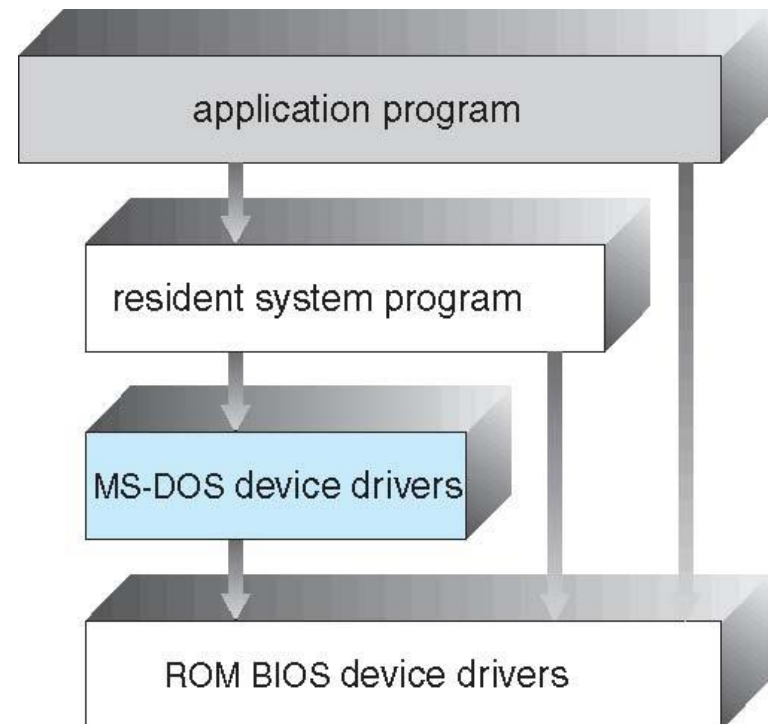 application program
resident system program
MS-DOS device drivers
ROM BIOS device drivers